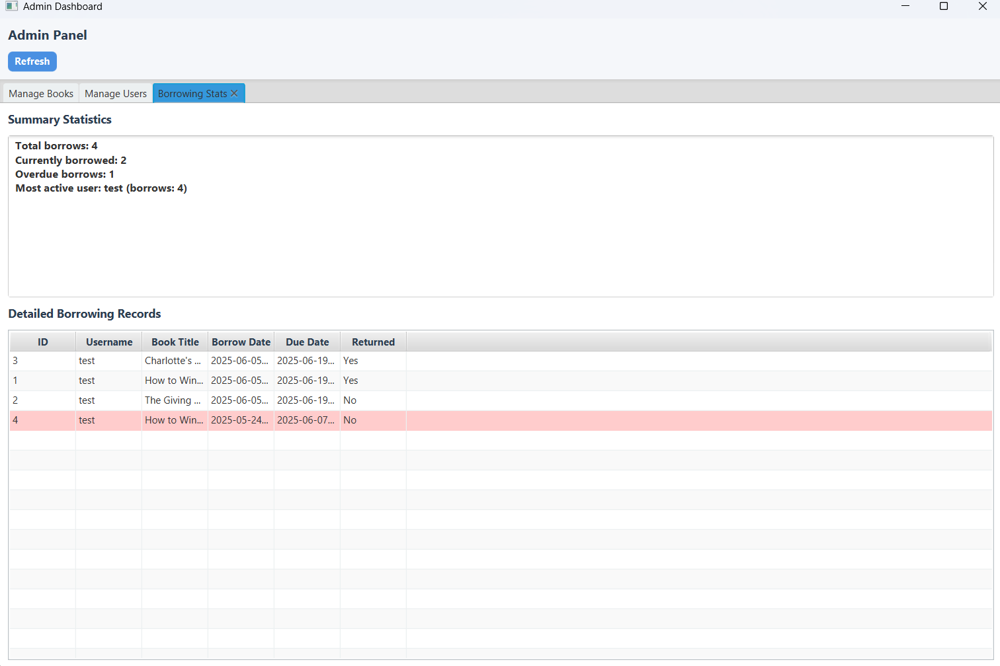 Admin Dashboard
Admin Panel
Refresh
Manage Books Manage Users Borrowing Stats
Summary Statistics
Total borrows: 4
Currently borrowed: 2
Overdue borrows: 1
Most active user: test (borrows: 4)
Detailed Borrowing Records
ID Username Book Title Borrow Date Due Date Returned
3 test Charlotte's ... 2025-06-05... 2025-06-19... Yes
1 test How to Win... 2025-06-05... 2025-06-19... Yes
2 test The Giving ... 2025-06-05... 2025-06-19... No
4 test How to Win... 2025-05-24... 2025-06-07... No